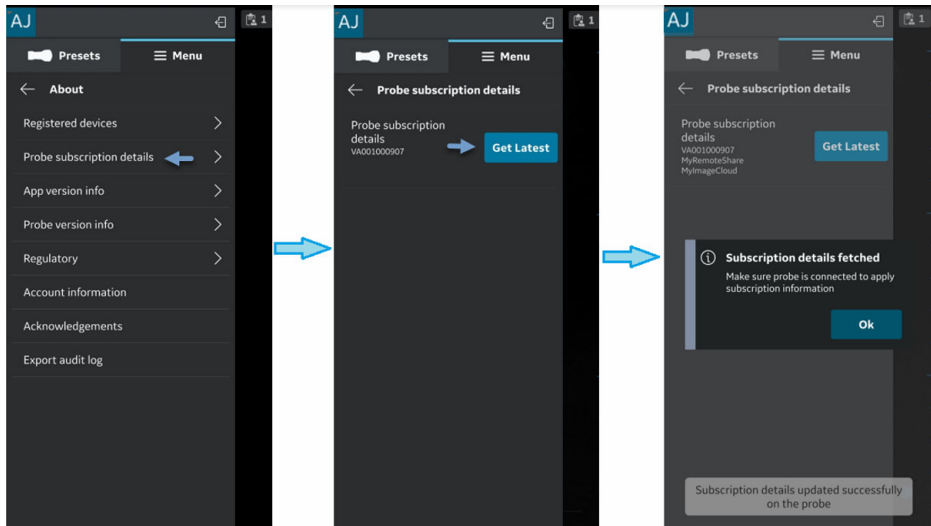 AJ
1
Presets
Menu
About
Registered devices
Probe subscription details
App version info
Probe version info
Regulatory
Account information
Acknowledgements
Export audit log
AJ
1
Presets
Menu
Probe subscription details
Probe subscription
details
VA001000907
Get Latest
AJ
1
Presets
Menu
Probe subscription details
Probe subscription
details
VA001000907
MyRemoteShare
MyImageCloud
Get Latest
Subscription details fetched
Make sure probe is connected to apply
subscription information
Ok
Subscription details updated successfully
on the probe